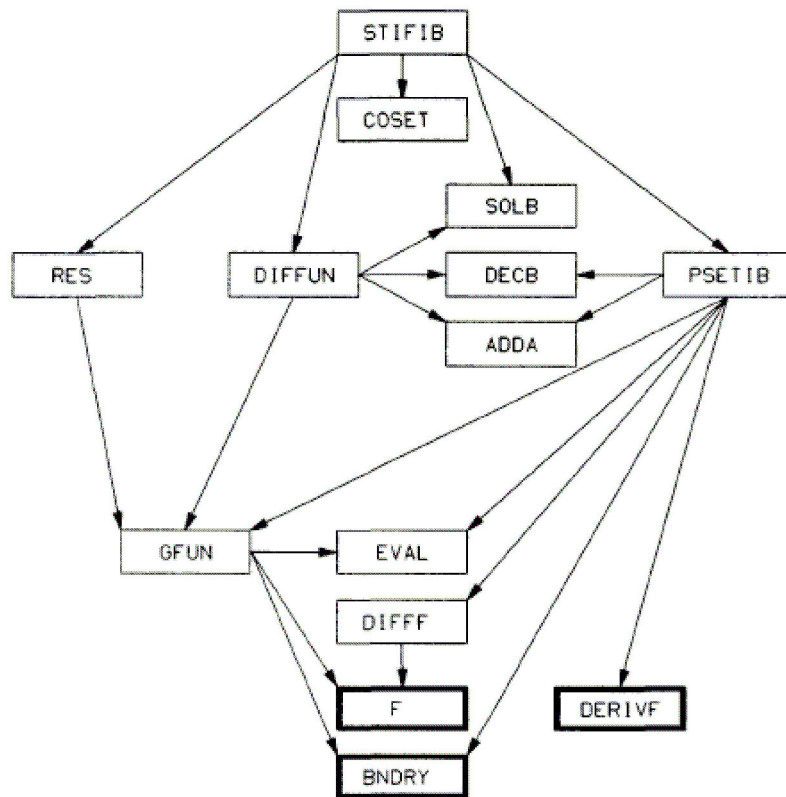 STIFIB
COSET
SOLB
RES
DIFFUN
DECB
PSETIB
ADDA
GFUN
EVAL
DIFFF
F
DERIVF
BNDRY